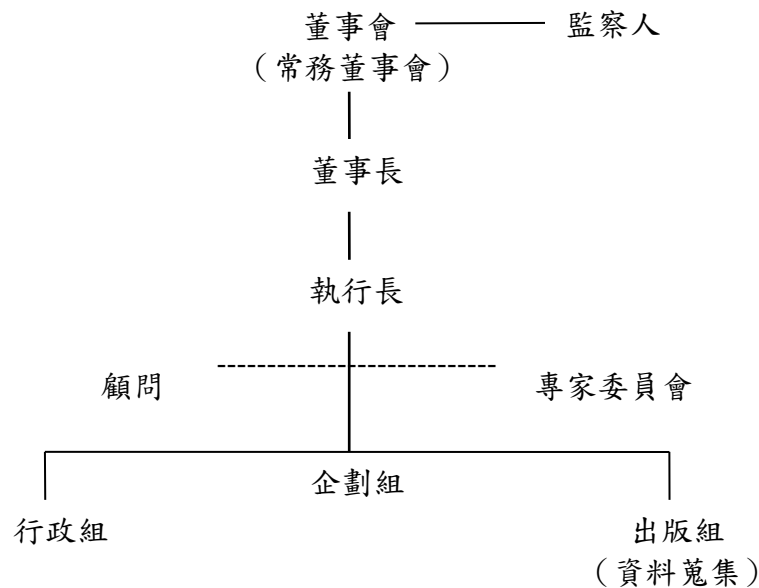 董事會 監察人
（常務董事會）
董事長
執行長
顧問 專家委員會
企劃組
行政組 出版組
（資料蒐集）